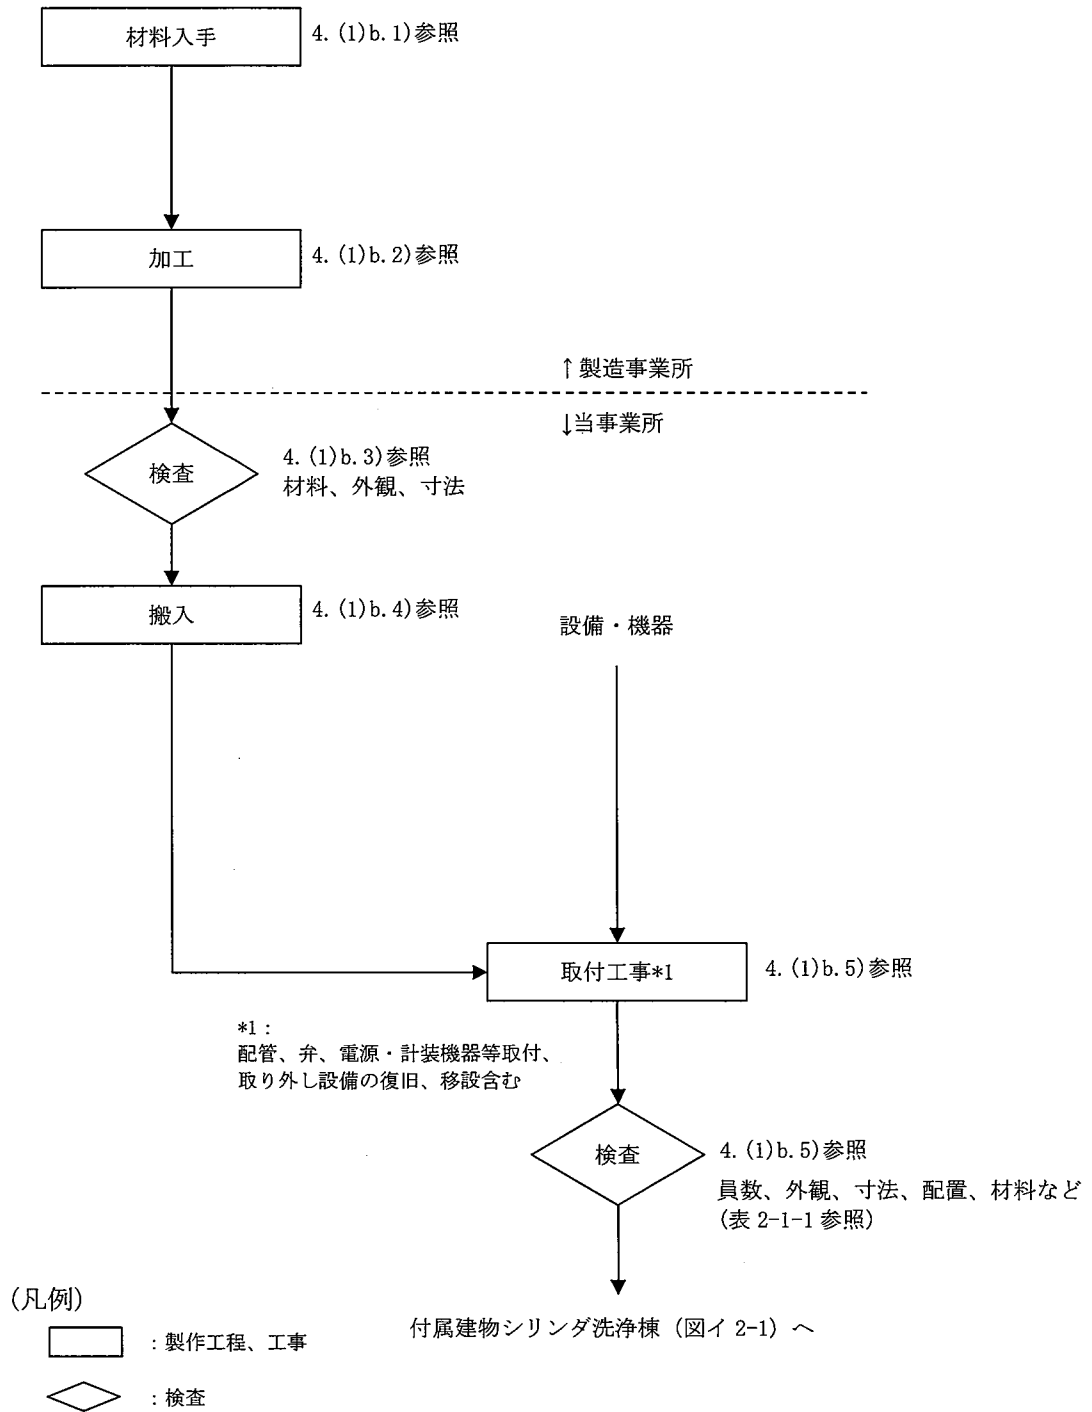 材料入手
4.(1)b.1)参照
加工
4.(1)b.2)参照
↑製造事業所
↓当事業所
検査
4.(1)b.3)参照
材料、外観、寸法
搬入
4.(1)b.4)参照
設備・機器
取付工事*1
4.(1)b.5)参照
*1：
配管、弁、電源・計装機器等取付、
取り外し設備の復旧、移設含む
検査
4.(1)b.5)参照
員数、外観、寸法、配置、材料など
(表 2-1-1 参照)
付属建物シリンダ洗浄棟（図イ 2-1）へ
(凡例)
：製作工程、工事
：検査